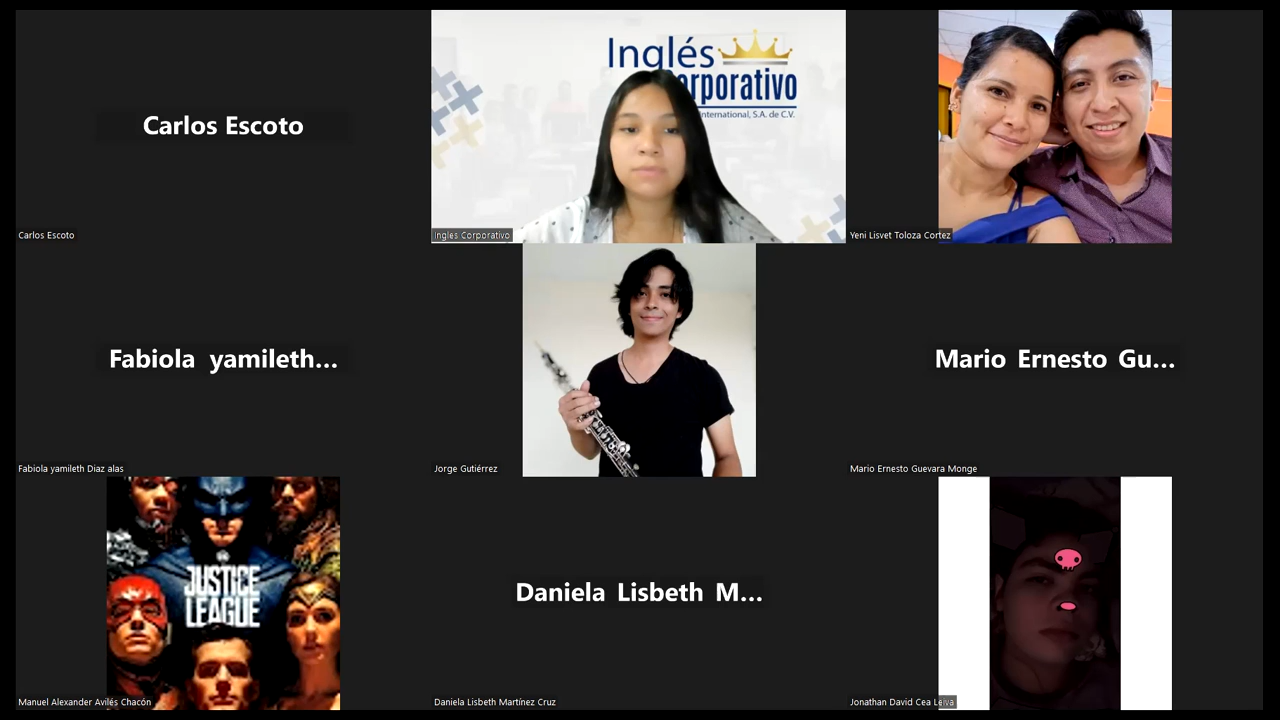 Carlos Escoto
Carlos Escoto
Inglés
rporativo
International, S.A. de C.V.
Ingles Corporativo
Yeni Lisvet Toloza Cortez
Fabiola yamileth...
Fabiola yamileth Diaz alas
Jorge Gutiérrez
Mario Ernesto Gu...
Mario Ernesto Guevara Monge
JUSTICE
LEAGUE
Manuel Alexander Avilés Chacón
Daniela Lisbeth M...
Daniela Lisbeth Martínez Cruz
Jonathan David Cea Leiva